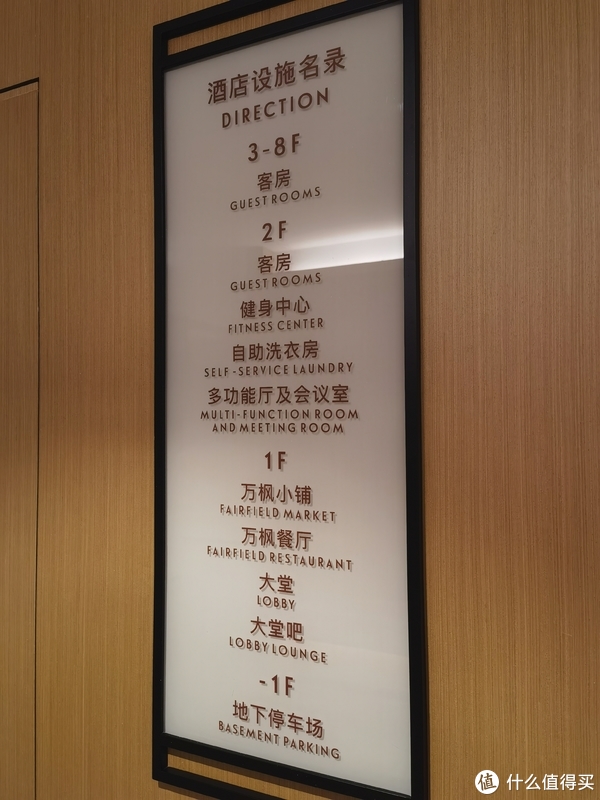 酒店设施名录
DIRECTION
3-8F
客房
GUEST ROOMS
2F
客房
GUEST ROOMS
健身中心
FITNESS CENTER
自助洗衣房
SELF-SERVICE LAUNDRY
多功能厅及会议室
MULTI-FUNCTION ROOM
AND MEETING ROOM
1F
万枫小铺
FAIRFIELD MARKET
万枫餐厅
FAIRFIELD RESTAURANT
大堂
LOBBY
大堂吧
LOBBY LOUNGE
-1F
地下停车场
BASEMENT PARKING
值 什么值得买